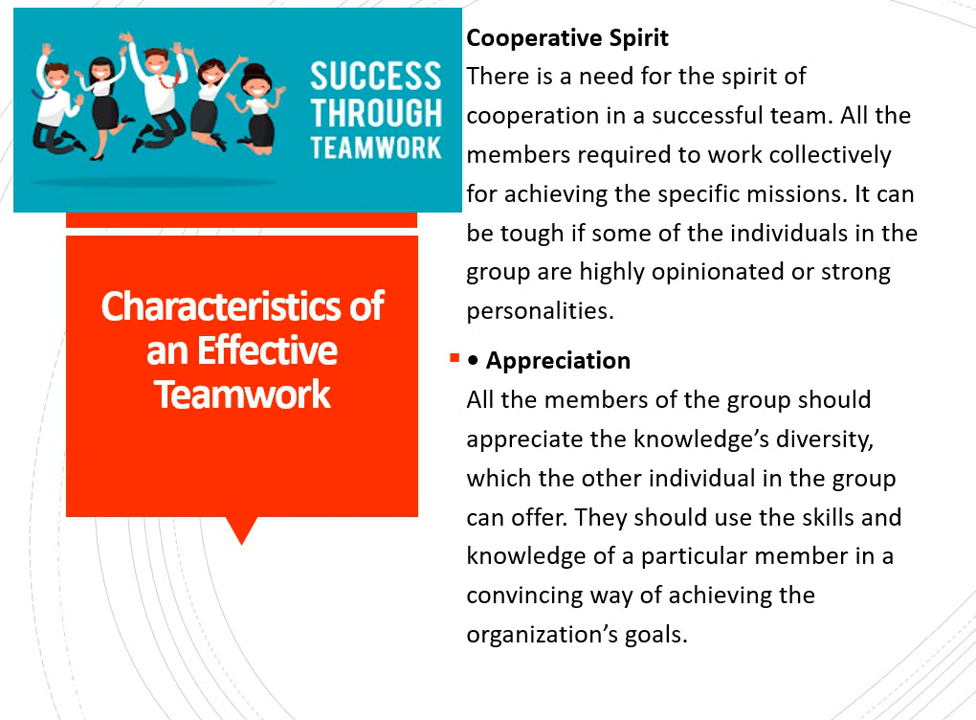 SUCCESS
THROUGH
TEAMWORK
Characteristics of
an Effective
Teamwork
Cooperative Spirit
There is a need for the spirit of
cooperation in a successful team. All the
members required to work collectively
for achieving the specific missions. It can
be tough if some of the individuals in the
group are highly opinionated or strong
personalities.
• Appreciation
All the members of the group should
appreciate the knowledge’s diversity,
which the other individual in the group
can offer. They should use the skills and
knowledge of a particular member in a
convincing way of achieving the
organization’s goals.